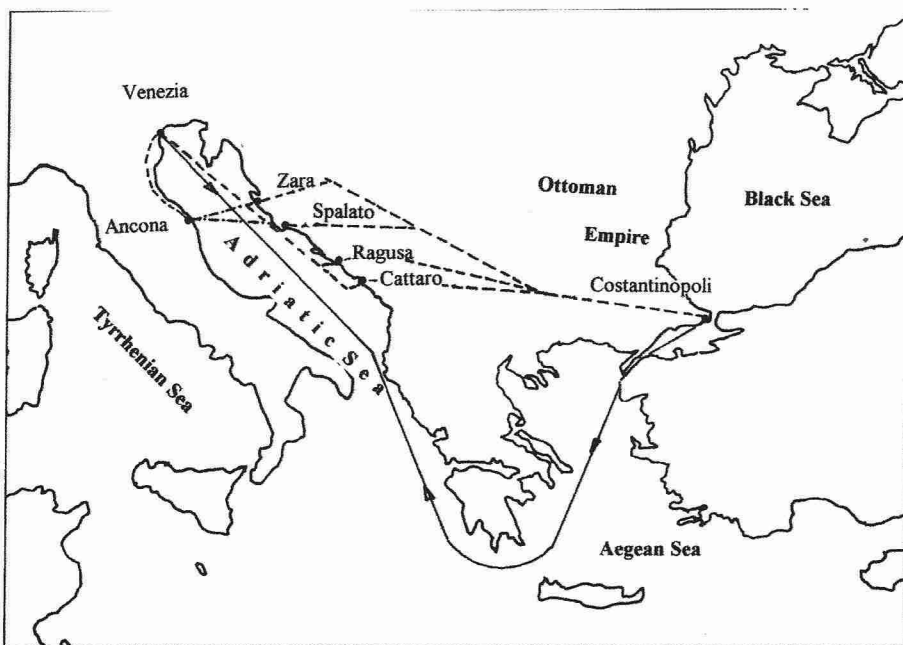 Venezia
Zara
Ottoman
Black Sea
Spalato
Ancona
Empire
Ragusa
Cattaro
Costantinopoli
Adriatic Sea
Tyrrhenian Sea
Aegean Sea